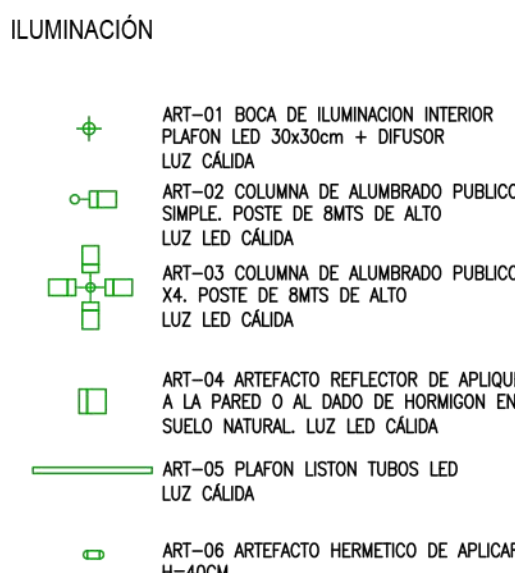 ILUMINACIÓN
ART-01 BOCA DE ILUMINACION INTERIOR
PLAFON LED 30x30cm + DIFUSOR
LUZ CÁLIDA
ART-02 COLUMNA DE ALUMBRADO PUBLICO
SIMPLE. POSTE DE 8MTS DE ALTO
LUZ LED CÁLIDA
ART-03 COLUMNA DE ALUMBRADO PUBLICO
X4. POSTE DE 8MTS DE ALTO
LUZ LED CÁLIDA
ART-04 ARTEFACTO REFLECTOR DE APLIQU
A LA PARED O AL DADO DE HORMIGON EN
SUELO NATURAL. LUZ LED CÁLIDA
ART-05 PLAFON LISTON TUBOS LED
LUZ CÁLIDA
ART-06 ARTEFACTO HERMETICO DE APLICAR
H=40CM